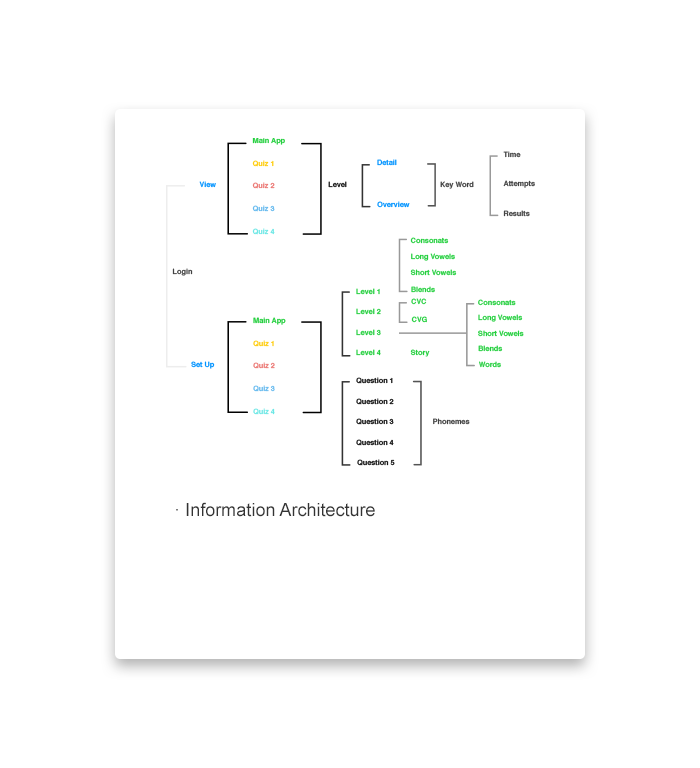 Main App
Quiz 1
View
Quiz 2
Quiz 3
Quiz 4
Level
Detail
Overview
Key Word
Time
Attempts
Results
Login
Set Up
Main App
Quiz 1
Quiz 2
Quiz 3
Quiz 4
Level 1
Level 2
Level 3
Level 4
Consonats
Long Vowels
Short Vowels
Blends
CVC
CVG
Story
Consonats
Long Vowels
Short Vowels
Blends
Words
Question 1
Question 2
Question 3
Question 4
Question 5
Phonemes
· Information Architecture